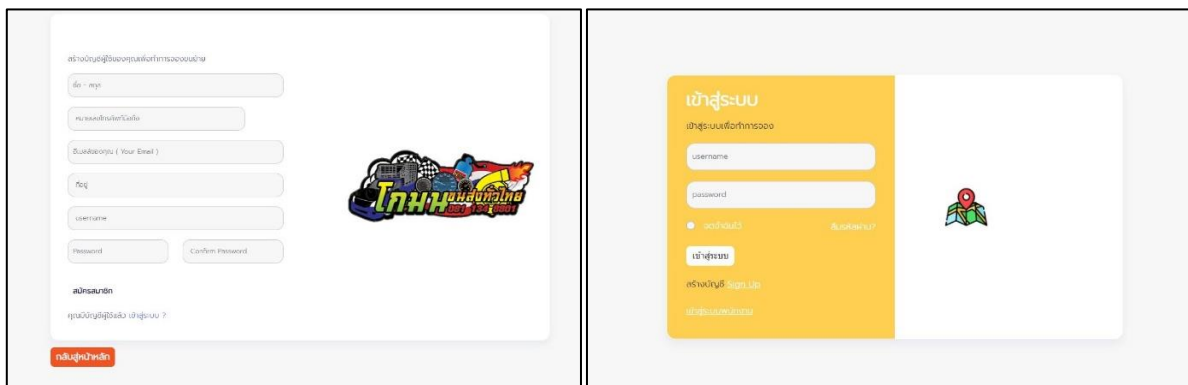 สร้างบัญชีผู้ใช้ของคุณเพื่อทำการจองขนย้าย
ชื่อ - สกุล
หมายเลขโทรศัพท์มือถือ
อีเมลล์ของคุณ ( Your Email )
ที่อยู่
username
Password
Confirm Password
สมัครสมาชิก
คุณมีบัญชีผู้ใช้แล้ว เข้าสู่ระบบ ?
กลับสู่หน้าหลัก
โกมนขนส่งทั่วไทย
เข้าสู่ระบบ
เข้าสู่ระบบเพื่อทำการจอง
username
password
จดจำฉันไว้
ลืมรหัสผ่าน?
เข้าสู่ระบบ
สร้างบัญชี Sign Up
เข้าสู่ระบบพนักงาน